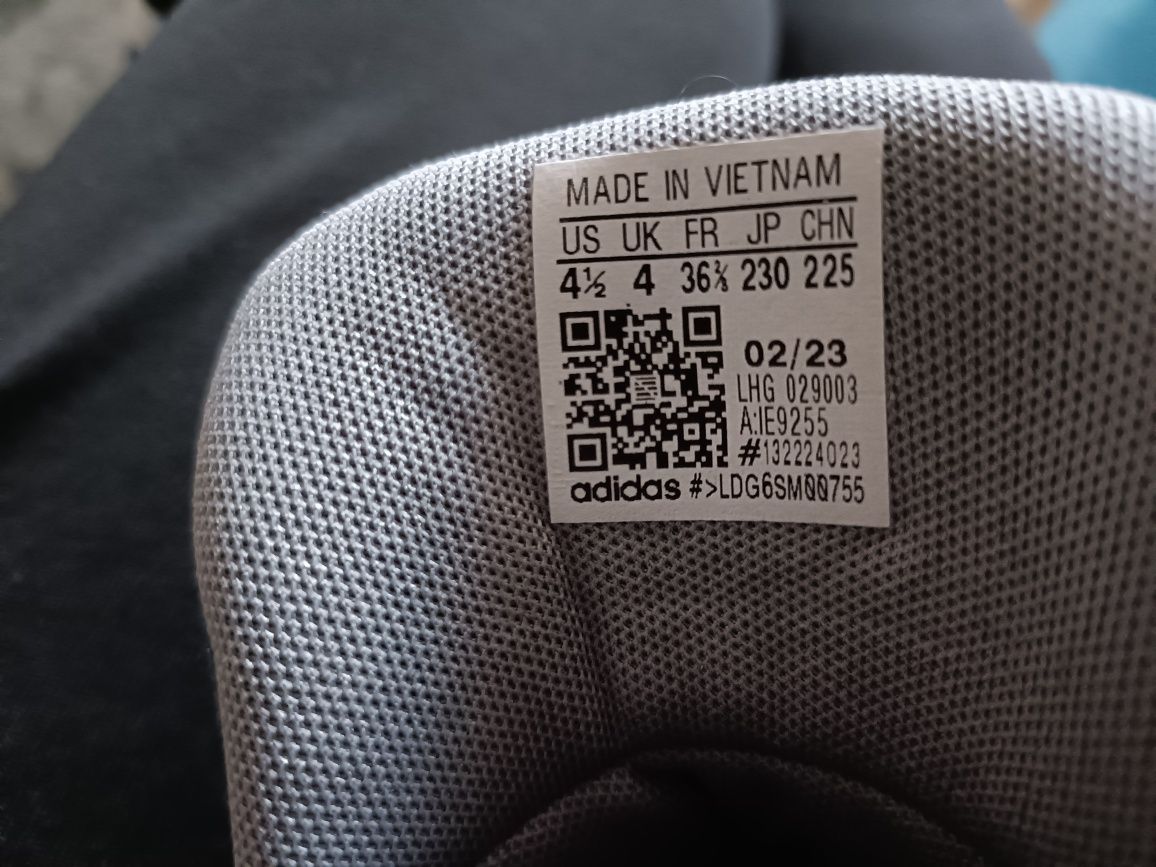 MADE IN VIETNAM
US UK FR JP CHN
4½ 4 36⅔ 230 225
02/23
LHG 029003
A:IE9255
#132224023
adidas #>LDG6SM00755